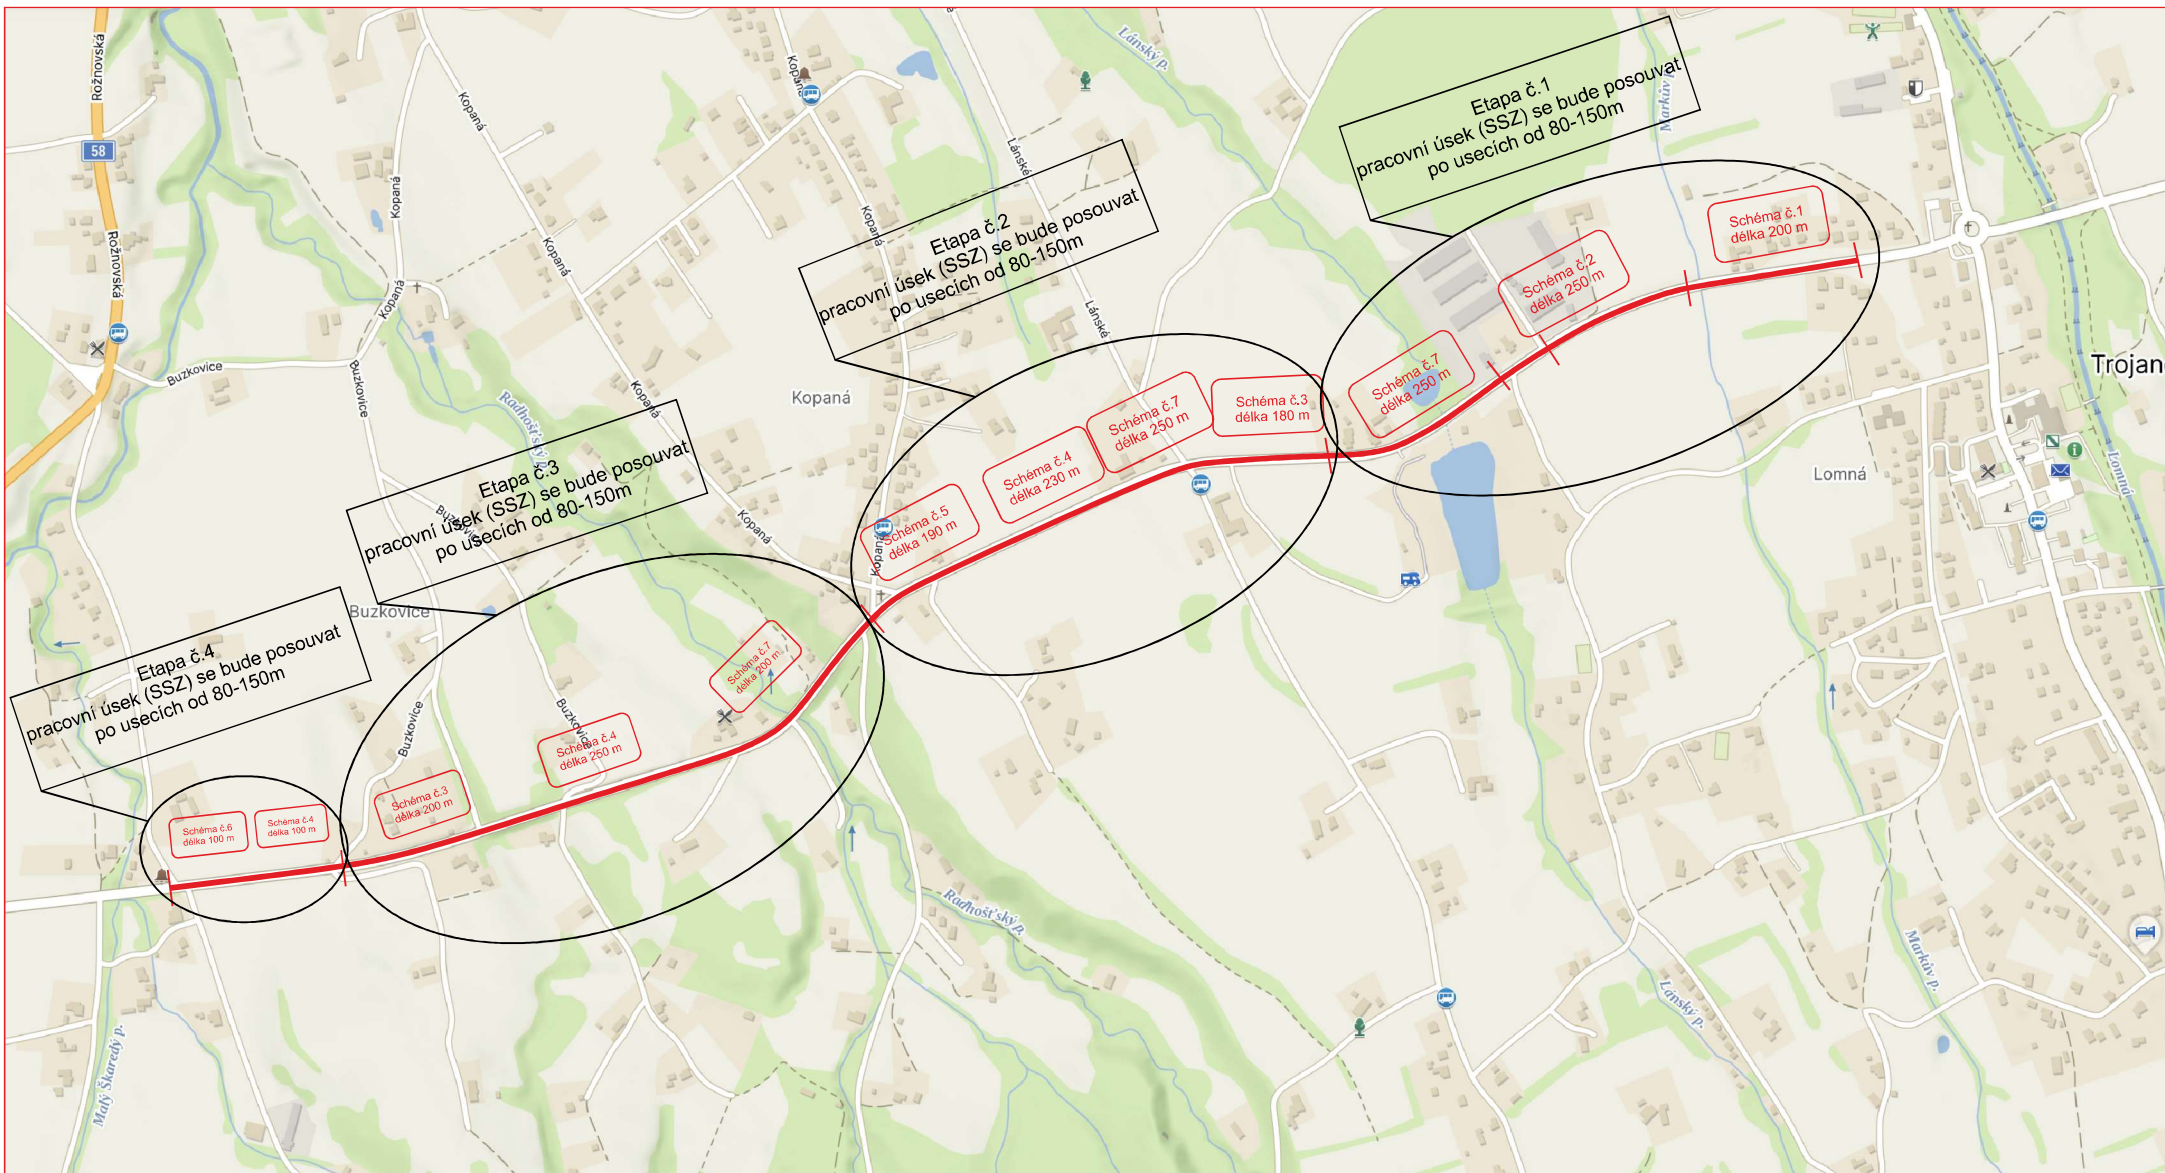 Etapa č.1
pracovní úsek (SSZ) se bude posouvat
po usecích od 80-150m
Etapa č.2
pracovní úsek (SSZ) se bude posouvat
po usecích od 80-150m
Etapa č.3
pracovní úsek (SSZ) se bude posouvat
po usecích od 80-150m
Etapa č.4
pracovní úsek (SSZ) se bude posouvat
po usecích od 80-150m
Schéma č.1
délka 200 m
Schéma č.2
délka 250 m
Schéma č.7
délka 250 m
Schéma č.3
délka 180 m
Schéma č.7
délka 250 m
Schéma č.4
délka 230 m
Schéma č.5
délka 190 m
Schéma č.7
délka 200 m
Schéma č.4
délka 250 m
Schéma č.3
délka 200 m
Schéma č.4
délka 100 m
Schéma č.6
délka 100 m
Rožnovská
58
Rožnovská
Kopaná
Kopaná
Kopaná
Kopaná
Kopaná
Kopaná
Kopaná
Kopaná
Kopaná
Kopaná
Kopaná
Buzkovice
Buzkovice
Buzkovice
Buzkovice
Buzkovice
Buzkovice
Lánské
Lánské
Lánský p.
Lánský p.
Markův p.
Markův p.
Radhošťský p.
Radhošťský p.
Malý Škaredý p.
Lomná
Lomná
Trojan